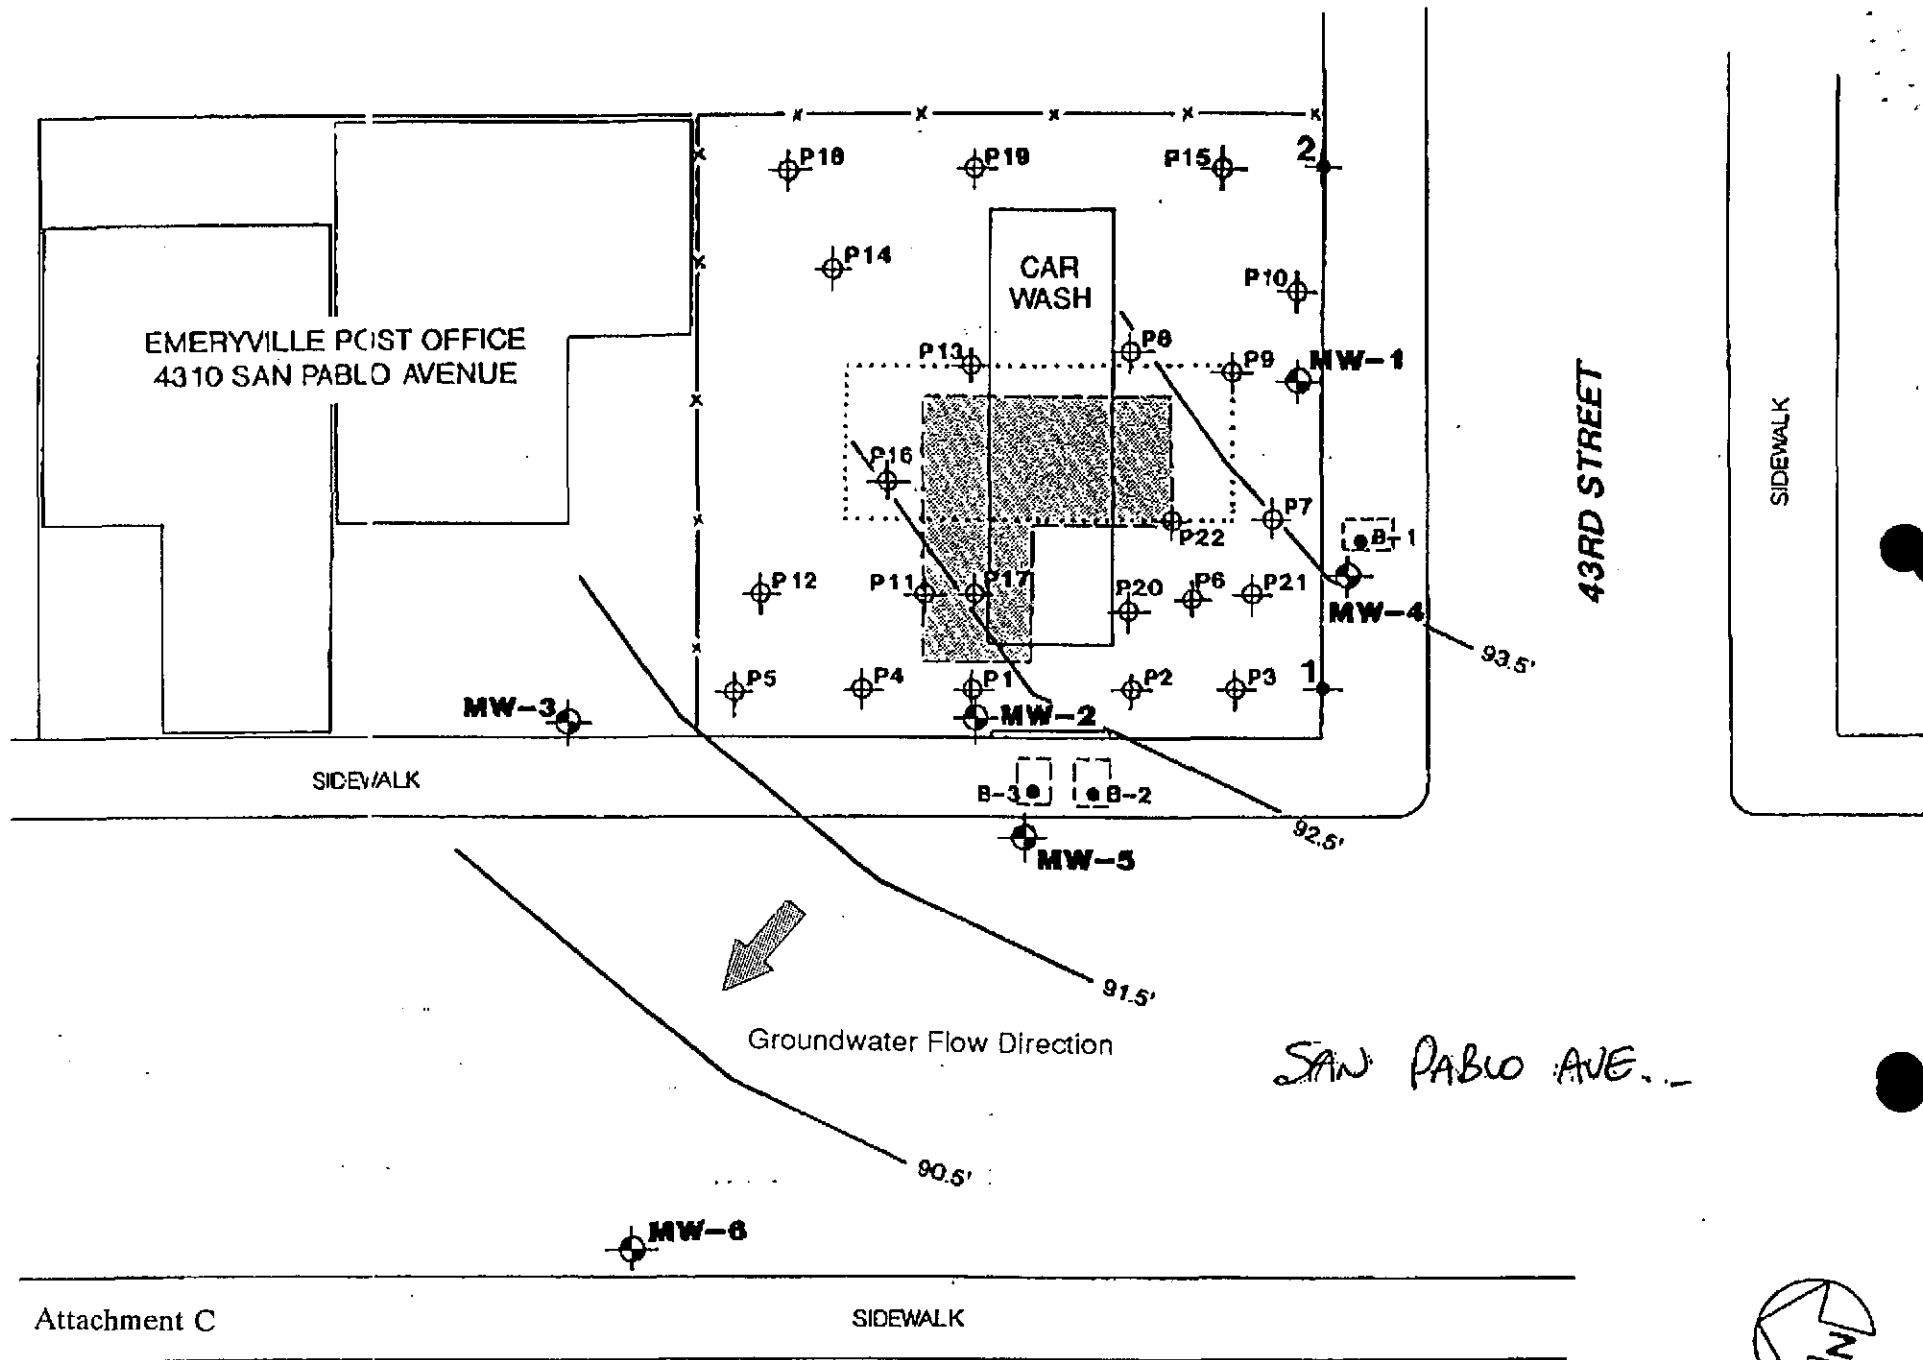 P18
P19
P15
2
P14
CAR
WASH
P10
EMERYVILLE POST OFFICE
4310 SAN PABLO AVENUE
P13
P8
P9
MW-1
P16
43RD STREET
SIDEWALK
P7
B-1
P22
P12
P11
P17
P20
P6
P21
MW-4
93.5'
P5
P4
P1
P2
P3
1
MW-3
MW-2
SIDEWALK
B-3
B-2
92.5'
MW-5
91.5'
Groundwater Flow Direction
SAN PABLO AVE.
90.5'
MW-6
Attachment C
SIDEWALK
N